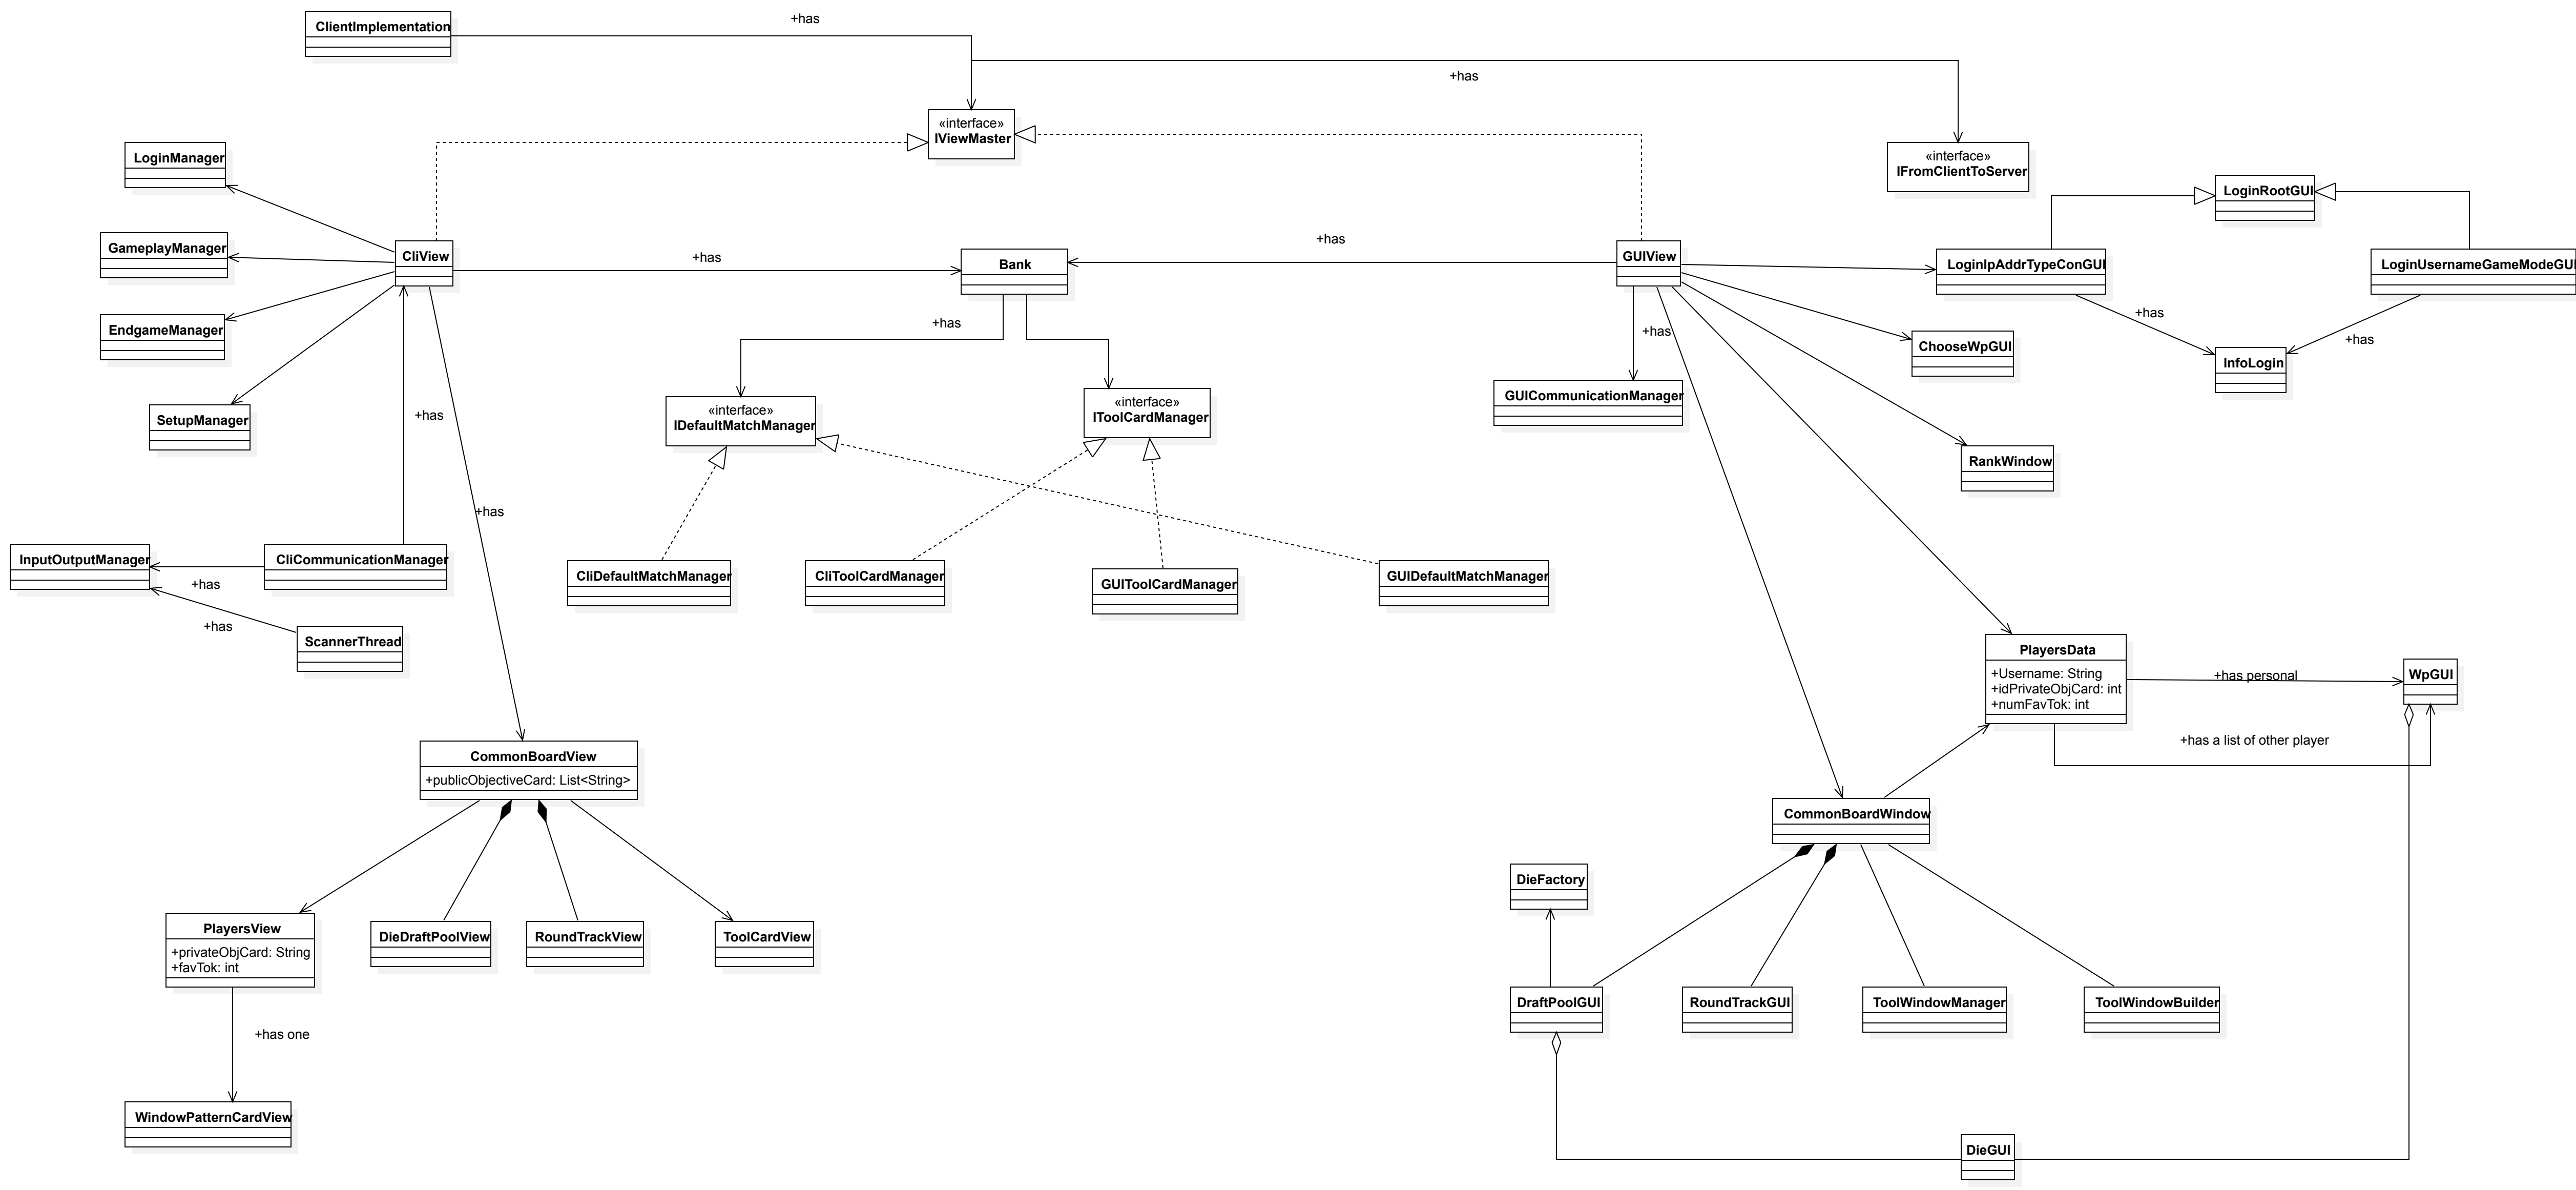 +has
ClientImplementation
+has
«interface»
IViewMaster
LoginManager
«interface»
IFromClientToServer
LoginRootGUI
GameplayManager
CliView
+has
Bank
+has
GUIView
LoginIpAddrTypeConGUI
LoginUsernameGameModeGUI
EndgameManager
+has
+has
+has
+has
ChooseWpGUI
InfoLogin
GUICommunicationManager
SetupManager
+has
«interface»
IDefaultMatchManager
«interface»
IToolCardManager
RankWindow
+has
InputOutputManager
CliCommunicationManager
+has
CliDefaultMatchManager
CliToolCardManager
GUIToolCardManager
GUIDefaultMatchManager
+has
ScannerThread
PlayersData
+Username: String
+idPrivateObjCard: int
+numFavTok: int
+has personal
WpGUI
+has a list of other player
CommonBoardView
+publicObjectiveCard: List<String>
CommonBoardWindow
DieFactory
PlayersView
+privateObjCard: String
+favTok: int
DieDraftPoolView
RoundTrackView
ToolCardView
DraftPoolGUI
RoundTrackGUI
ToolWindowManager
ToolWindowBuilder
+has one
WindowPatternCardView
DieGUI